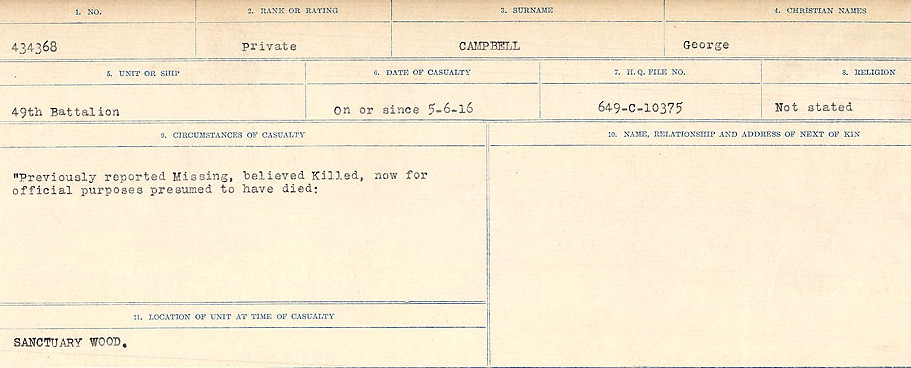 1. NO.
2. RANK OR RATING
3. SURNAME
4. CHRISTIAN NAMES
434368
Private
CAMPBELL
George
5. UNIT OR SHIP
6. DATE OF CASUALTY
7. H.Q. FILE NO.
8. RELIGION
49th Battalion
On or since 5-6-16
649-C-10375
Not stated
9. CIRCUMSTANCES OF CASUALTY
10. NAME, RELATIONSHIP AND ADDRESS OF NEXT OF KIN
"Previously reported Missing, believed Killed, now for
official purposes presumed to have died:
11. LOCATION OF UNIT AT TIME OF CASUALTY
SANCTUARY WOOD.